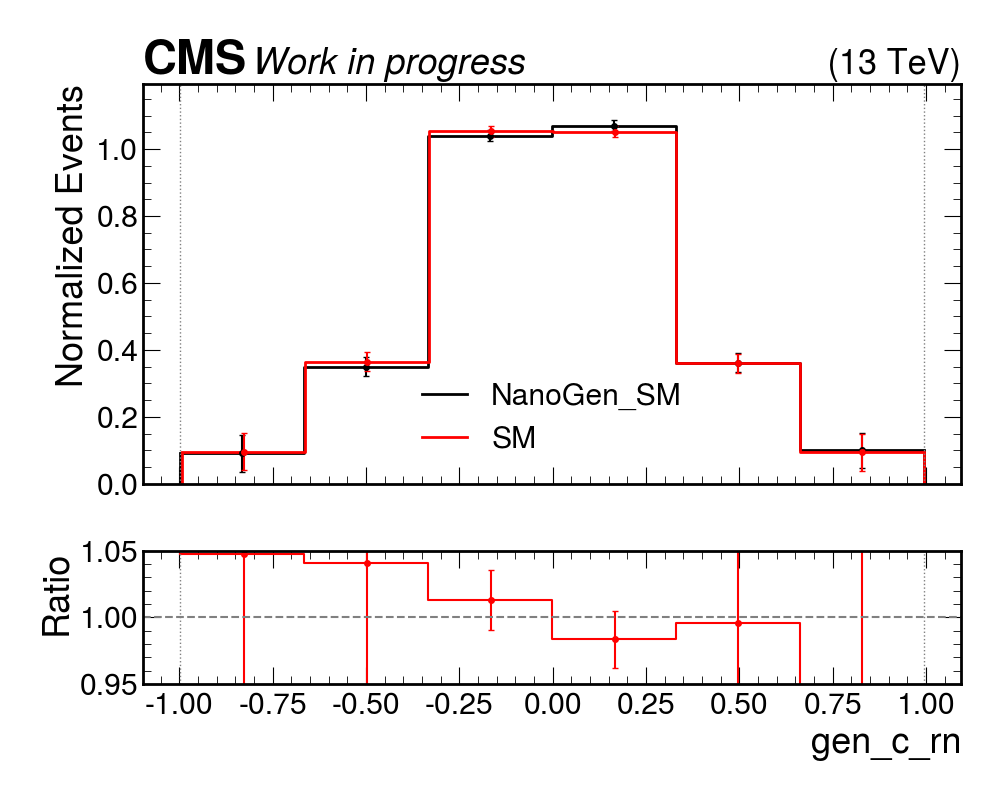 CMS Work in progress (13 TeV)
Normalized Events
1.0
0.8
0.6
0.4
0.2
0.0
NanoGen_SM
SM
Ratio
1.05
1.00
0.95
-1.00 -0.75 -0.50 -0.25 0.00 0.25 0.50 0.75 1.00
gen_c_rn